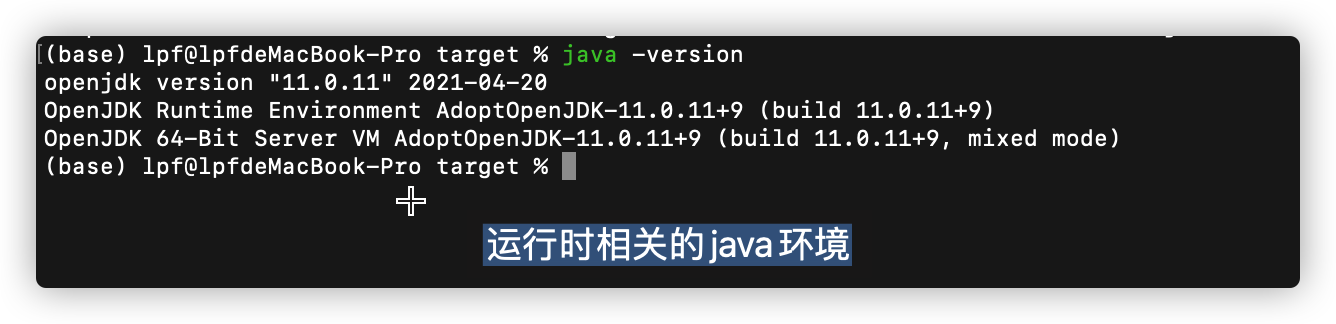 (base) lpf@lpfdeMacBook-Pro target % java -version
openjdk version "11.0.11" 2021-04-20
OpenJDK Runtime Environment AdoptOpenJDK-11.0.11+9 (build 11.0.11+9)
OpenJDK 64-Bit Server VM AdoptOpenJDK-11.0.11+9 (build 11.0.11+9, mixed mode)
(base) lpf@lpfdeMacBook-Pro target %
运行时相关的java环境